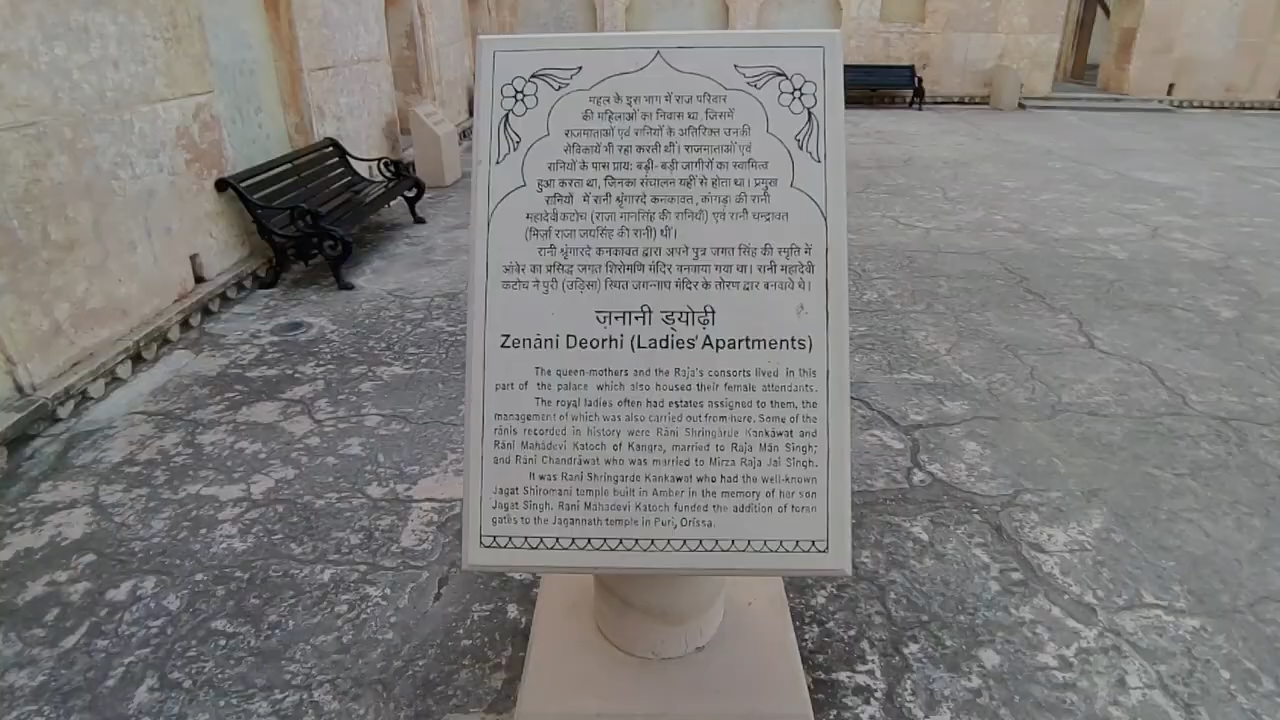 महल के इस भाग में राज परिवार
की महिलाओं का निवास था, जिसमें
राजमाताओं एवं रानियों के अतिरिक्त उनकी
सेविकायें भी रहा करती थीं। राजमाताओं एवं
रानियों के पास प्राय: बड़ी-बड़ी जागीरों का स्वामित्व
हुआ करता था, जिनका संचालन यहीं से होता था। प्रमुख
रानियों में रानी श्रृंगारदे कनकावत, कांगड़ा की रानी
महादेवी कटोच (राजा मानसिंह की रानियाँ) एवं रानी चन्द्रावत
(मिर्ज़ा राजा जयसिंह की रानी) थीं।
रानी श्रृंगारदे कनकावत द्वारा अपने पुत्र जगत सिंह की स्मृति में
आंबेर का प्रसिद्ध जगत शिरोमणि मंदिर बनवाया गया था। रानी महादेवी
कटोच ने पुरी (उड़िसा) स्थित जगन्नाथ मंदिर के तोरण द्वार बनवाये थे।
ज़नानी ड्योढ़ी
Zenāni Deorhi (Ladies' Apartments)
The queen-mothers and the Raja's consorts lived in this
part of the palace which also housed their female attendants.
The royal ladies often had estates assigned to them, the
management of which was also carried out from here. Some of the
rānis recorded in history were Rāni Shringārde Kankāwat and
Rāni Mahādevi Katoch of Kangra, married to Raja Mān Singh;
and Rāni Chandrāwat who was married to Mirza Raja Jai Singh.
It was Rani Shringarde Kankawat who had the well-known
Jagat Shiromani temple built in Amber in the memory of her son
Jagat Singh. Rani Mahadevi Katoch funded the addition of toran
gates to the Jagannath temple in Puri, Orissa.